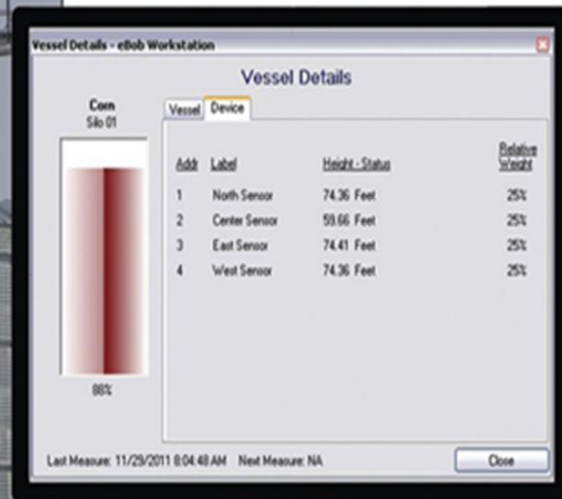 Vessel Details - eBob Workstation
Vessel Details
Corn
Silo 01
Vessel Device
Addr Label Height - Status Relative Weight
1 North Sensor 74.36 Feet 25%
2 Center Sensor 59.66 Feet 25%
3 East Sensor 74.41 Feet 25%
4 West Sensor 74.36 Feet 25%
88%
Last Measure: 11/29/2011 8:04:48 AM Next Measure: NA
Close